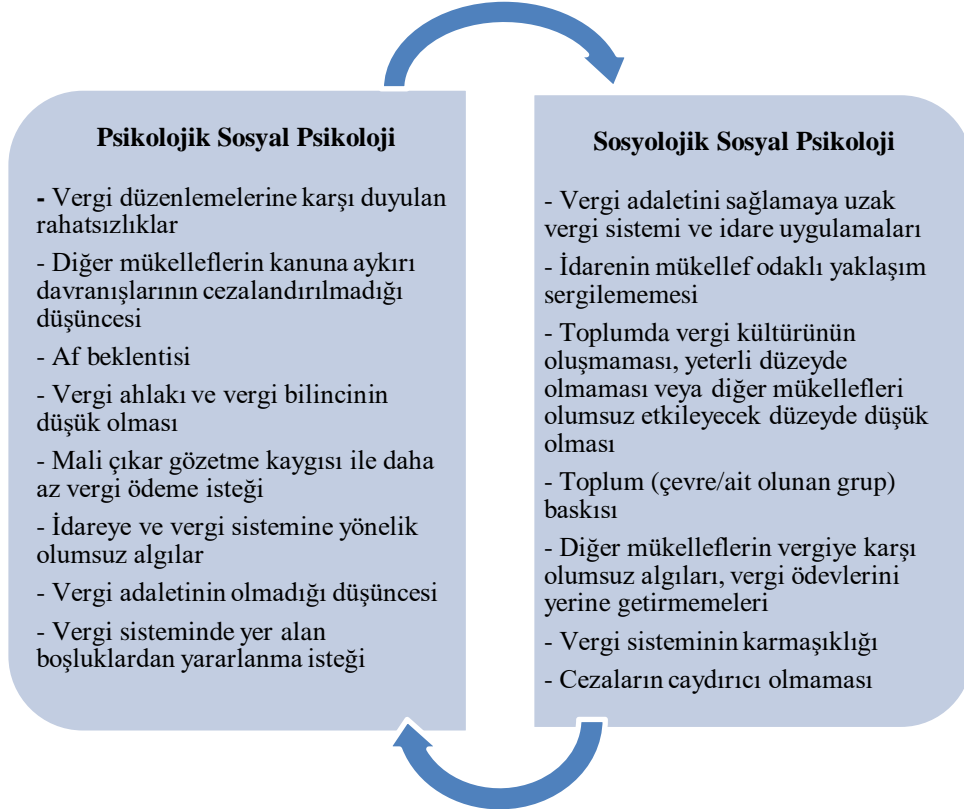 Psikolojik Sosyal Psikoloji
- Vergi düzenlemelerine karşı duyulan
rahatsızlıklar
- Diğer mükelleflerin kanuna aykırı
davranışlarının cezalandırılmadığı
düşüncesi
- Af beklentisi
- Vergi ahlakı ve vergi bilincinin
düşük olması
- Mali çıkar gözetme kaygısı ile daha
az vergi ödeme isteği
- İdareye ve vergi sistemine yönelik
olumsuz algılar
- Vergi adaletinin olmadığı düşüncesi
- Vergi sisteminde yer alan
boşluklardan yararlanma isteği
Sosyolojik Sosyal Psikoloji
- Vergi adaletini sağlamaya uzak
vergi sistemi ve idare uygulamaları
- İdarenin mükellef odaklı yaklaşım
sergilememesi
- Toplumda vergi kültürünün
oluşmaması, yeterli düzeyde
olmaması veya diğer mükellefleri
olumsuz etkileyecek düzeyde düşük
olması
- Toplum (çevre/ait olunan grup)
baskısı
- Diğer mükelleflerin vergiye karşı
olumsuz algıları, vergi ödevlerini
yerine getirmemeleri
- Vergi sisteminin karmaşıklığı
- Cezaların caydırıcı olmaması